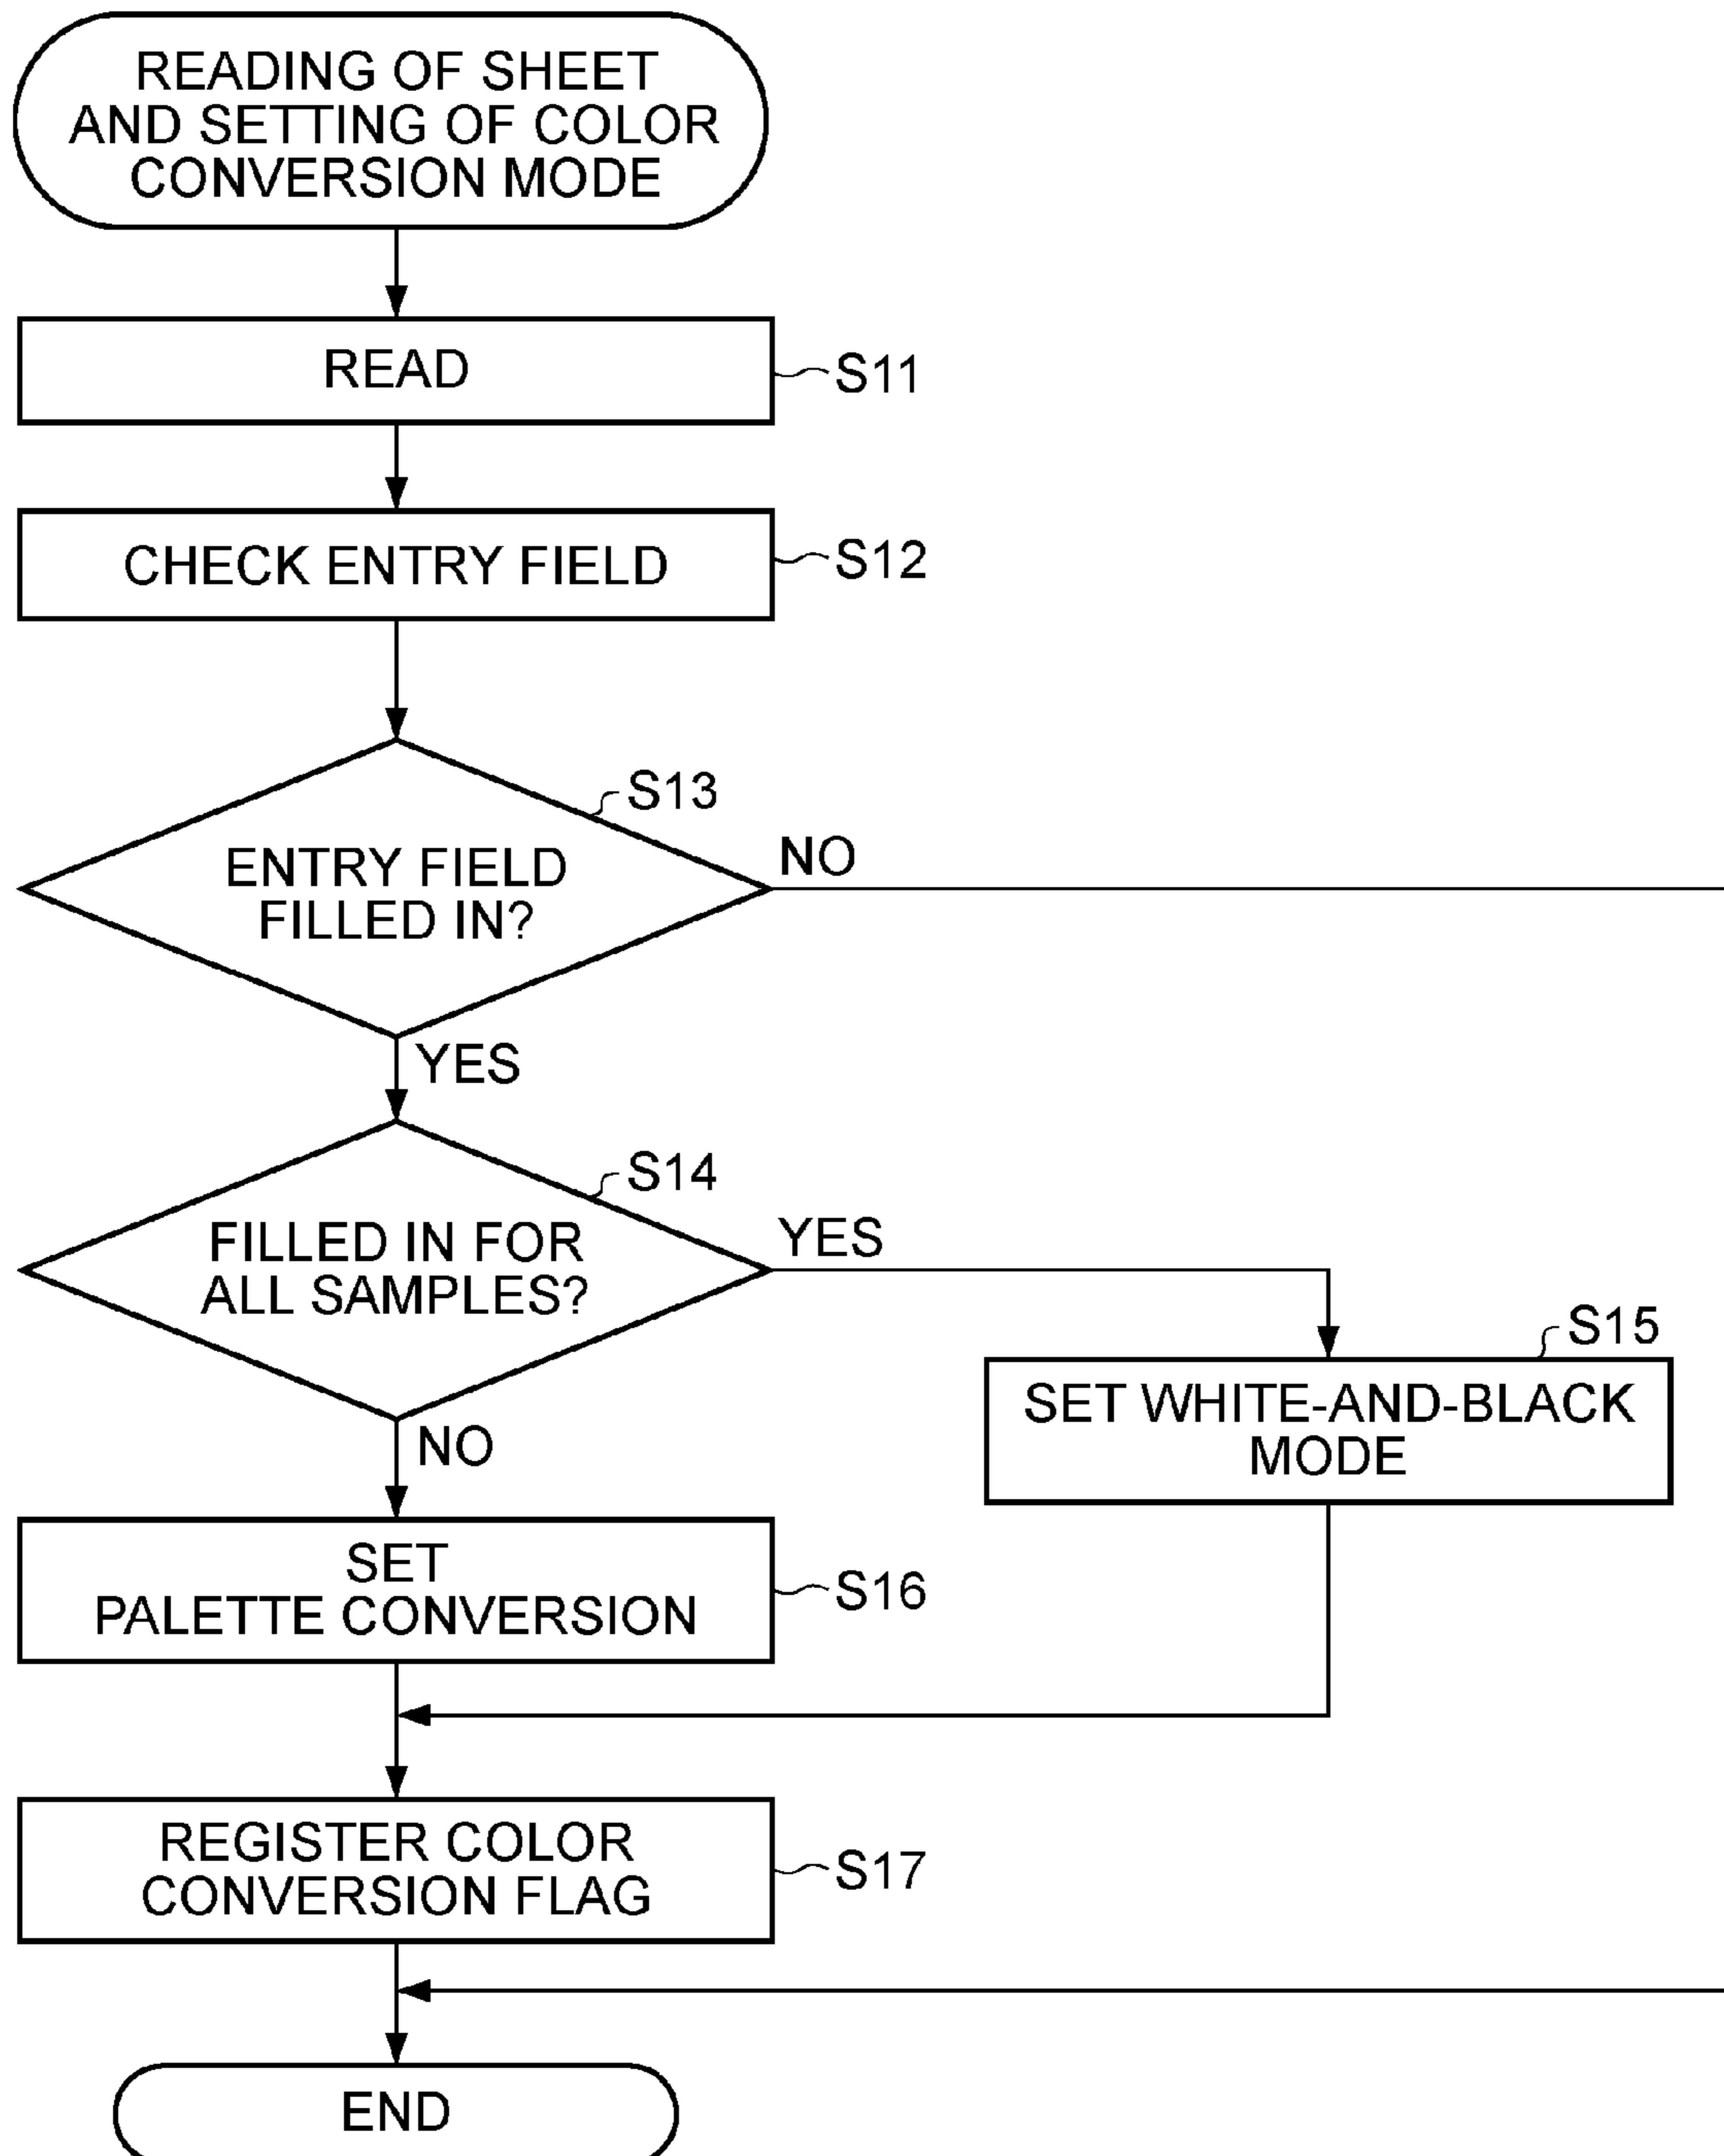 READING OF SHEET
AND SETTING OF COLOR
CONVERSION MODE
READ
S11
CHECK ENTRY FIELD
S12
S13
ENTRY FIELD
FILLED IN?
NO
YES
S14
FILLED IN FOR
ALL SAMPLES?
YES
S15
SET WHITE-AND-BLACK
MODE
NO
SET
PALETTE CONVERSION
S16
REGISTER COLOR
CONVERSION FLAG
S17
END